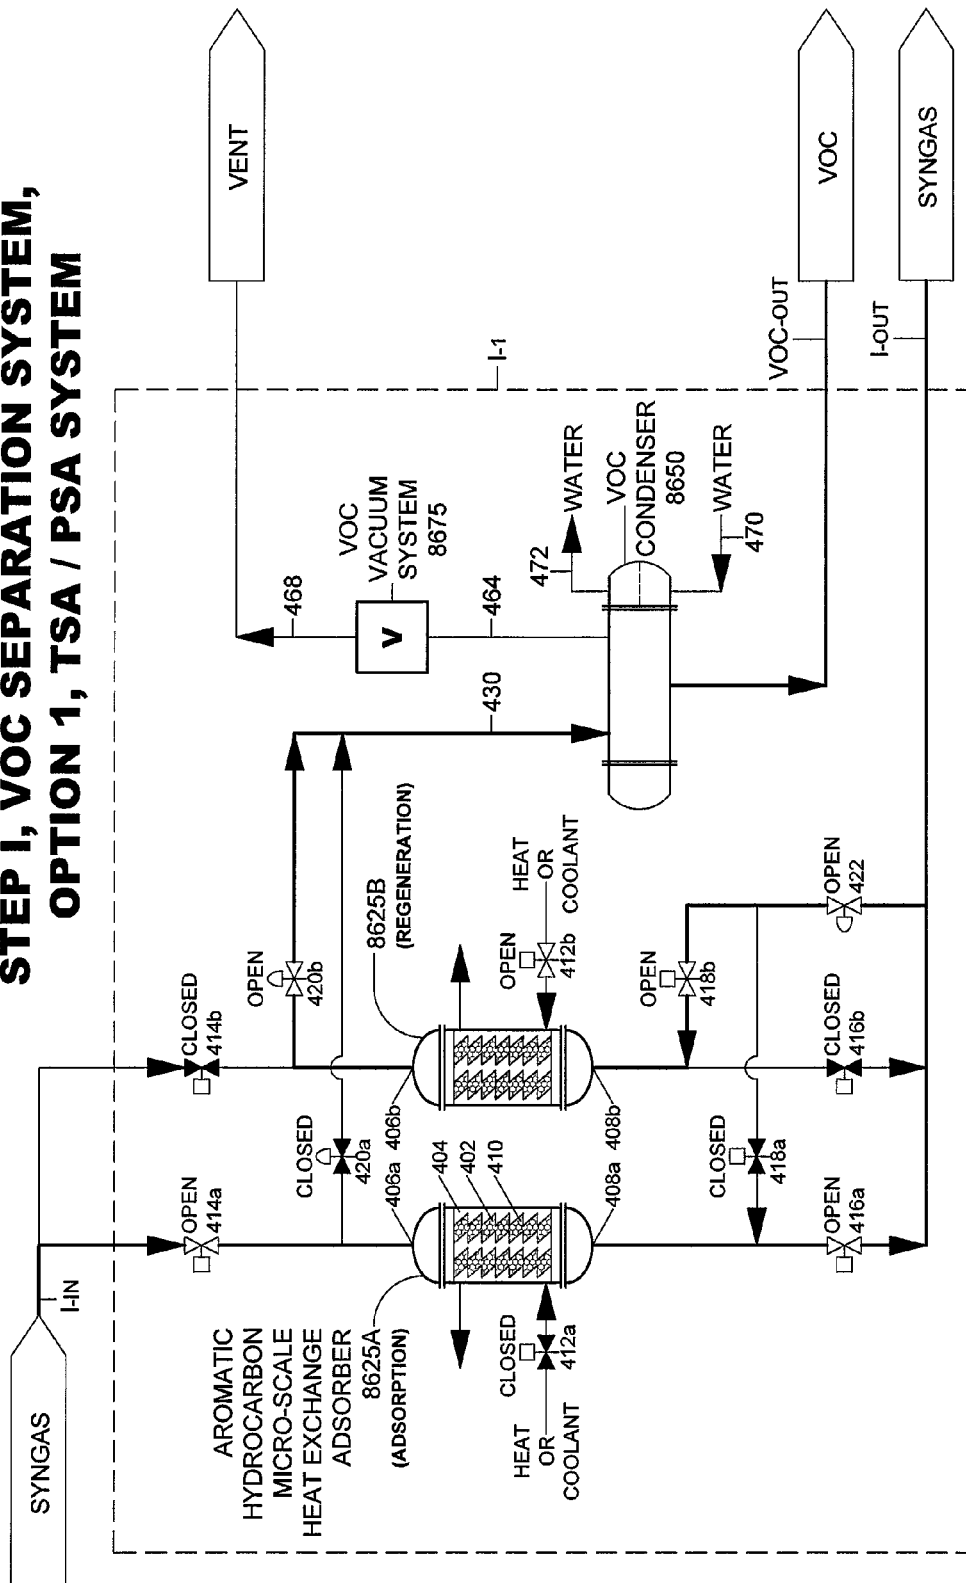 STEP I, VOC SEPARATION SYSTEM,
OPTION 1, TSA / PSA SYSTEM
SYNGAS
I-IN
OPEN
414a
CLOSED
414b
AROMATIC
HYDROCARBON
MICRO-SCALE
HEAT EXCHANGE
ADSORBER
8625A
(ADSORPTION)
CLOSED
420a
OPEN
420b
406a
406b
8625B
(REGENERATION)
404
402
410
HEAT
OR
COOLANT
CLOSED
412a
OPEN
412b
HEAT
OR
COOLANT
408a
408b
CLOSED
418a
OPEN
418b
OPEN
416a
CLOSED
416b
OPEN
422
430
468
VOC
VACUUM
SYSTEM
8675
V
464
472
WATER
VOC
CONDENSER
8650
WATER
470
I-1
VENT
VOC-OUT
VOC
I-OUT
SYNGAS